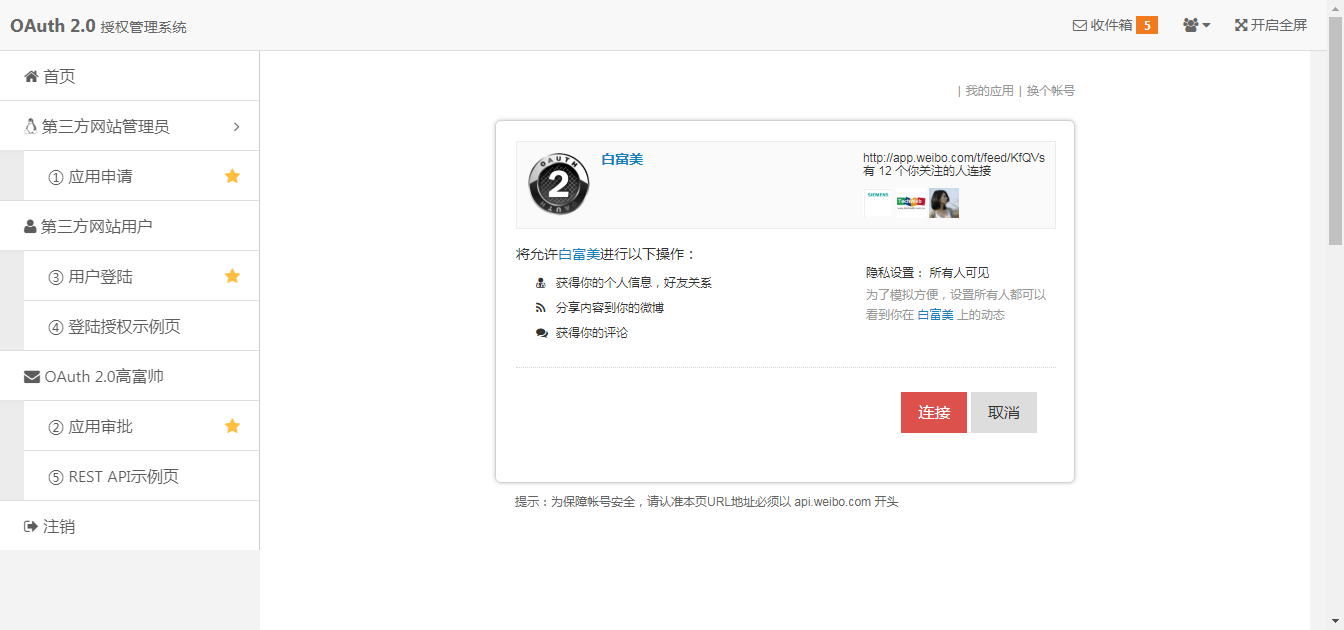 OAuth 2.0 授权管理系统
收件箱 5
开启全屏
首页
第三方网站管理员
① 应用申请
第三方网站用户
③ 用户登陆
④ 登陆授权示例页
OAuth 2.0高富帅
② 应用审批
⑤ REST API示例页
注销
| 我的应用 | 换个帐号
OAUTH
2
OAUTH
白富美
http://app.weibo.com/t/feed/KfQVs
有 12 个你关注的人连接
SIEMENS
TechWeb
将允许白富美进行以下操作：
获得你的个人信息，好友关系
分享内容到你的微博
获得你的评论
隐私设置： 所有人可见
为了模拟方便，设置所有人都可以
看到你在 白富美 上的动态
连接
取消
提示：为保障帐号安全，请认准本页URL地址必须以 api.weibo.com 开头